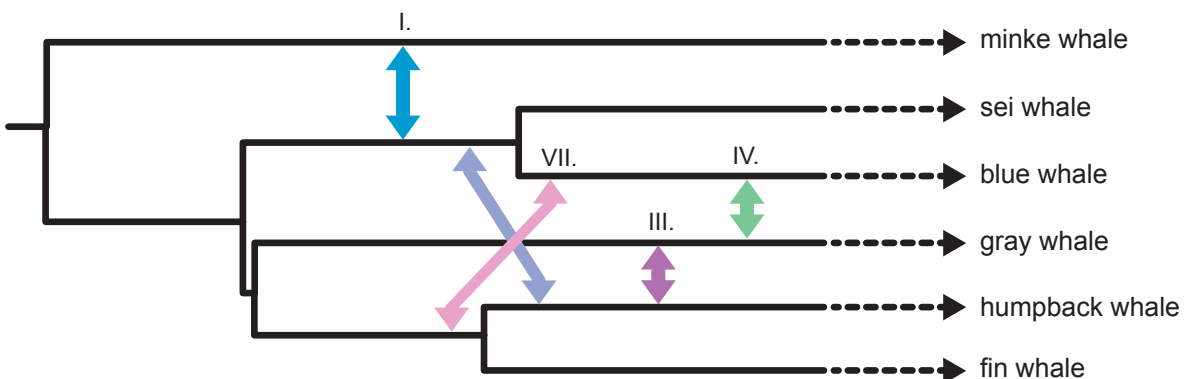 I.
minke whale
sei whale
VII.
IV.
blue whale
III.
gray whale
humpback whale
fin whale